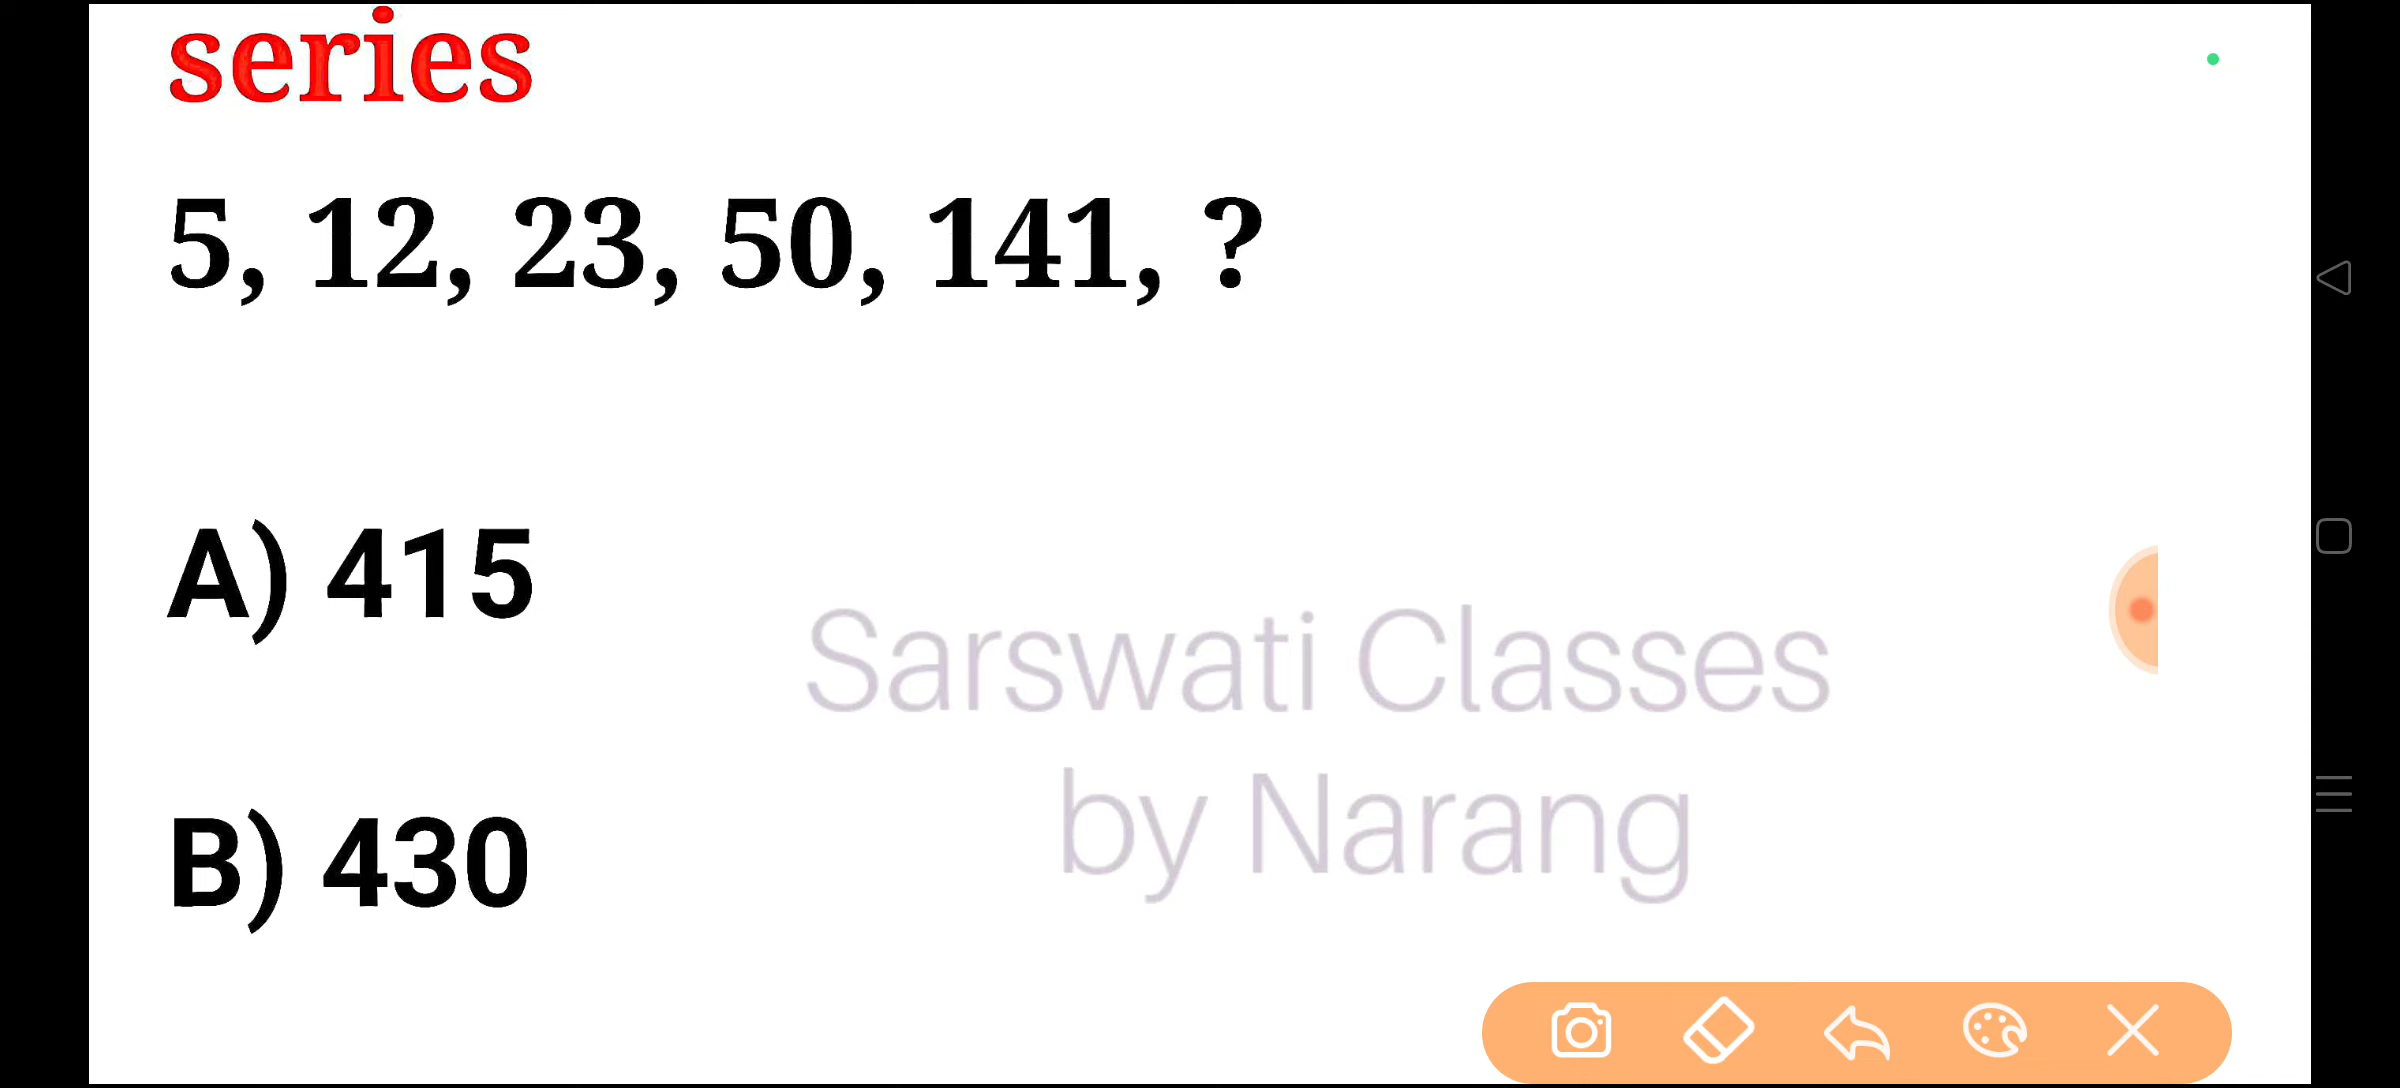 series
5, 12, 23, 50, 141, ?
A) 415
B) 430
Sarswati Classes
by Narang